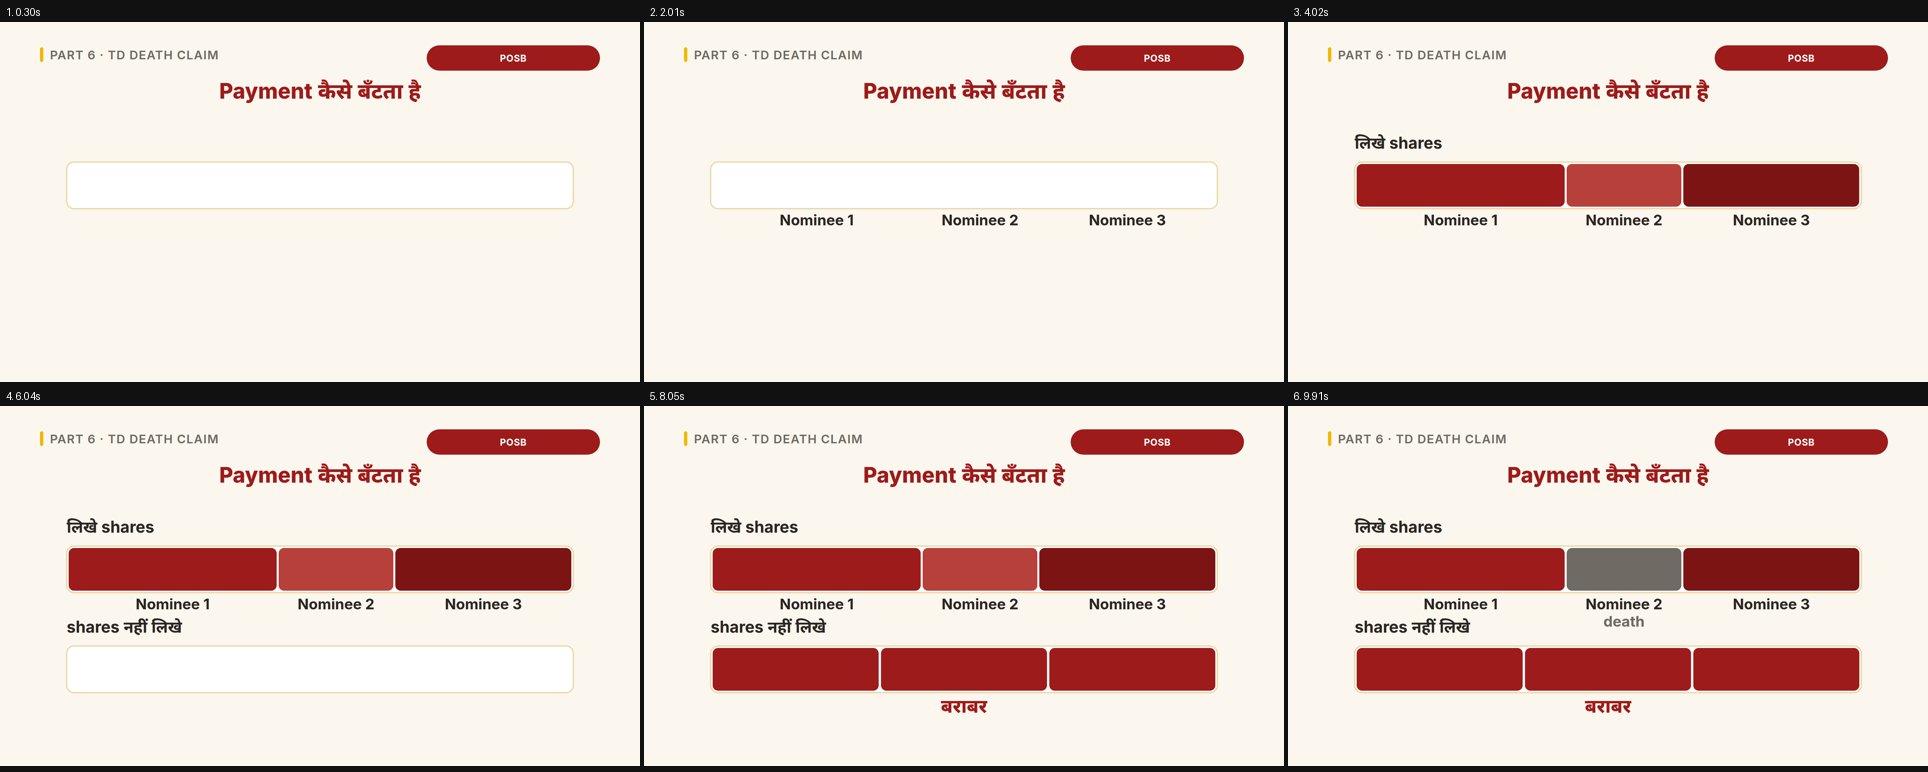 1. 0.30s
PART 6 · TD DEATH CLAIM
POSB
Payment कैसे बँटता है
2. 2.01s
PART 6 · TD DEATH CLAIM
POSB
Payment कैसे बँटता है
Nominee 1 Nominee 2 Nominee 3
3. 4.02s
PART 6 · TD DEATH CLAIM
POSB
Payment कैसे बँटता है
लिखे shares
Nominee 1 Nominee 2 Nominee 3
4. 6.04s
PART 6 · TD DEATH CLAIM
POSB
Payment कैसे बँटता है
लिखे shares
Nominee 1 Nominee 2 Nominee 3
shares नहीं लिखे
5. 8.05s
PART 6 · TD DEATH CLAIM
POSB
Payment कैसे बँटता है
लिखे shares
Nominee 1 Nominee 2 Nominee 3
shares नहीं लिखे
बराबर
6. 9.91s
PART 6 · TD DEATH CLAIM
POSB
Payment कैसे बँटता है
लिखे shares
Nominee 1 Nominee 2 Nominee 3
death
shares नहीं लिखे
बराबर